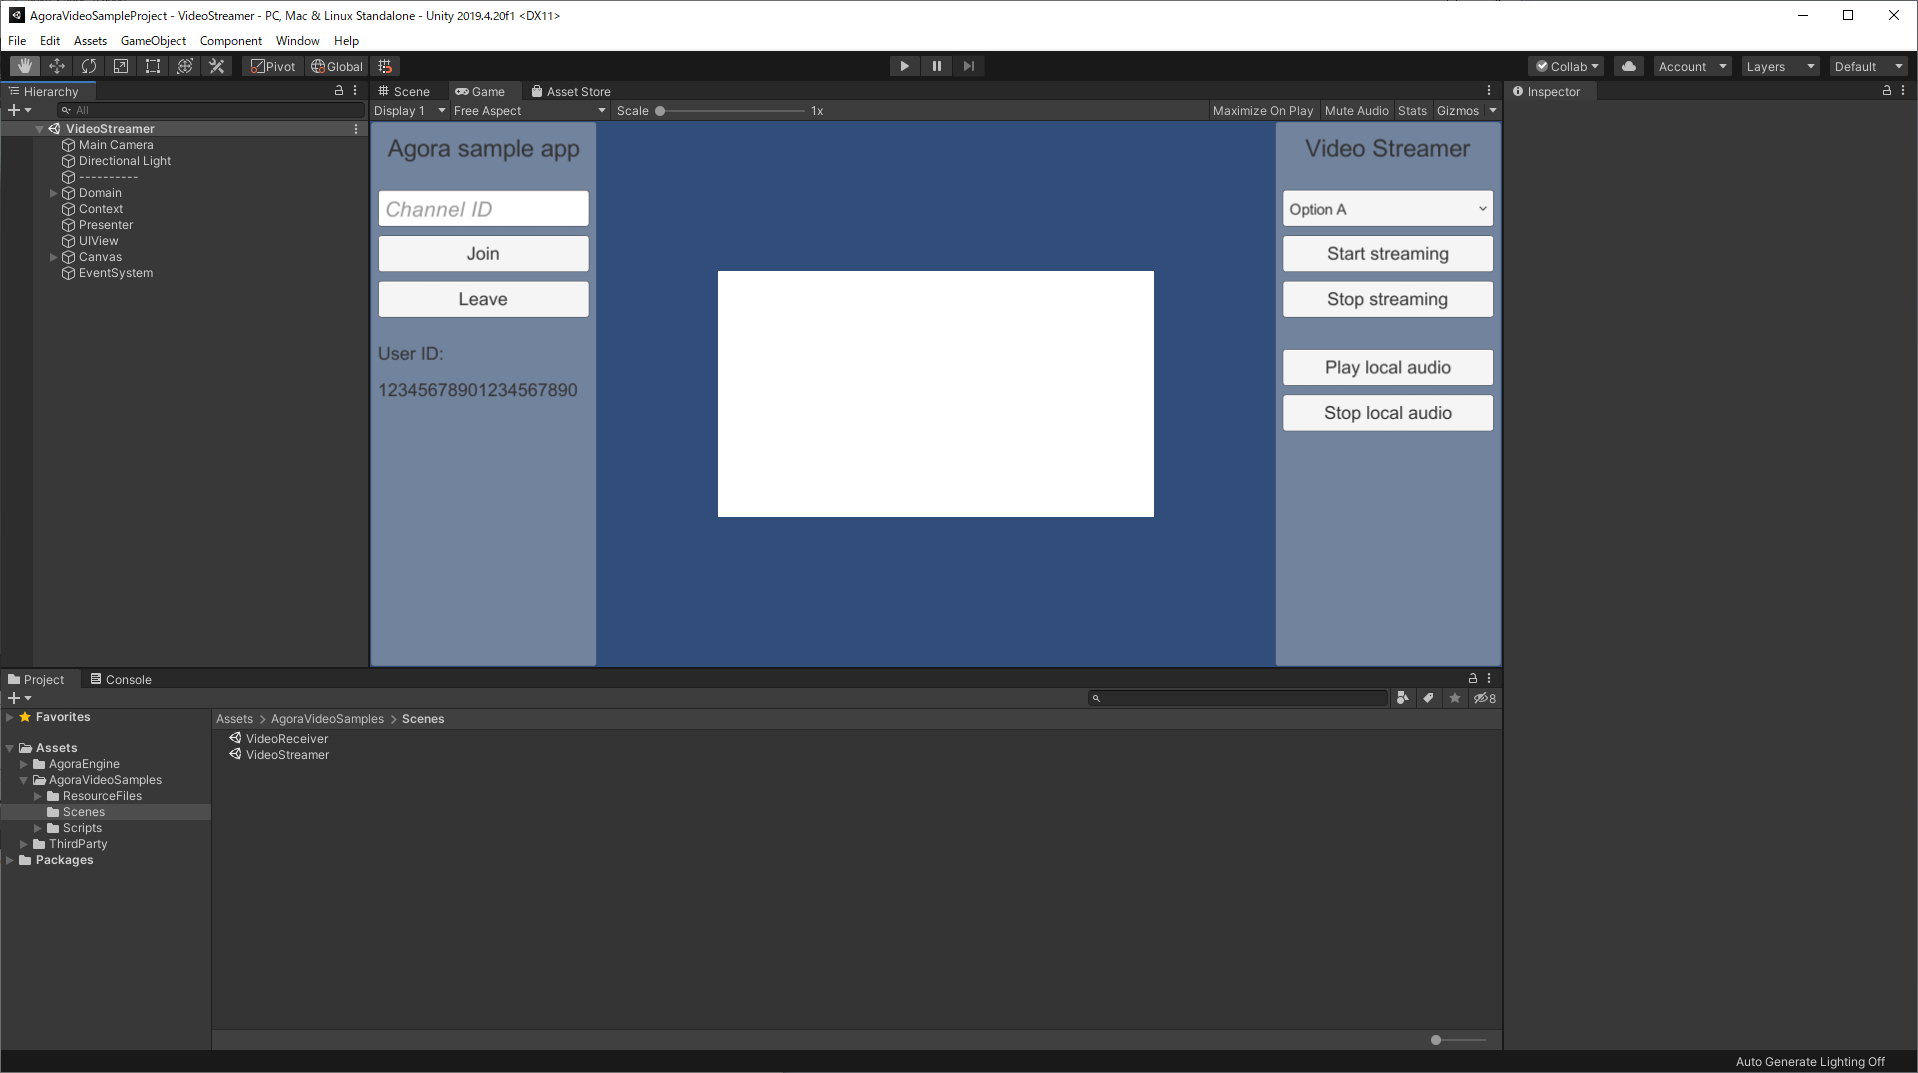 AgoraVideoSampleProject - VideoStreamer - PC, Mac & Linux Standalone - Unity 2019.4.20f1 <DX11>
File Edit Assets GameObject Component Window Help
Pivot Global Collab Account Layers Default
Hierarchy
All
VideoStreamer
Main Camera
Directional Light
----------
Domain
Context
Presenter
UIView
Canvas
EventSystem
Scene Game Asset Store
Display 1 Free Aspect Scale 1x Maximize On Play Mute Audio Stats Gizmos
Agora sample app
Channel ID
Join
Leave
User ID:
12345678901234567890
Video Streamer
Option A
Start streaming
Stop streaming
Play local audio
Stop local audio
Inspector
Project Console
8
Favorites
Assets
AgoraEngine
AgoraVideoSamples
ResourceFiles
Scenes
Scripts
ThirdParty
Packages
Assets > AgoraVideoSamples > Scenes
VideoReceiver
VideoStreamer
Auto Generate Lighting Off